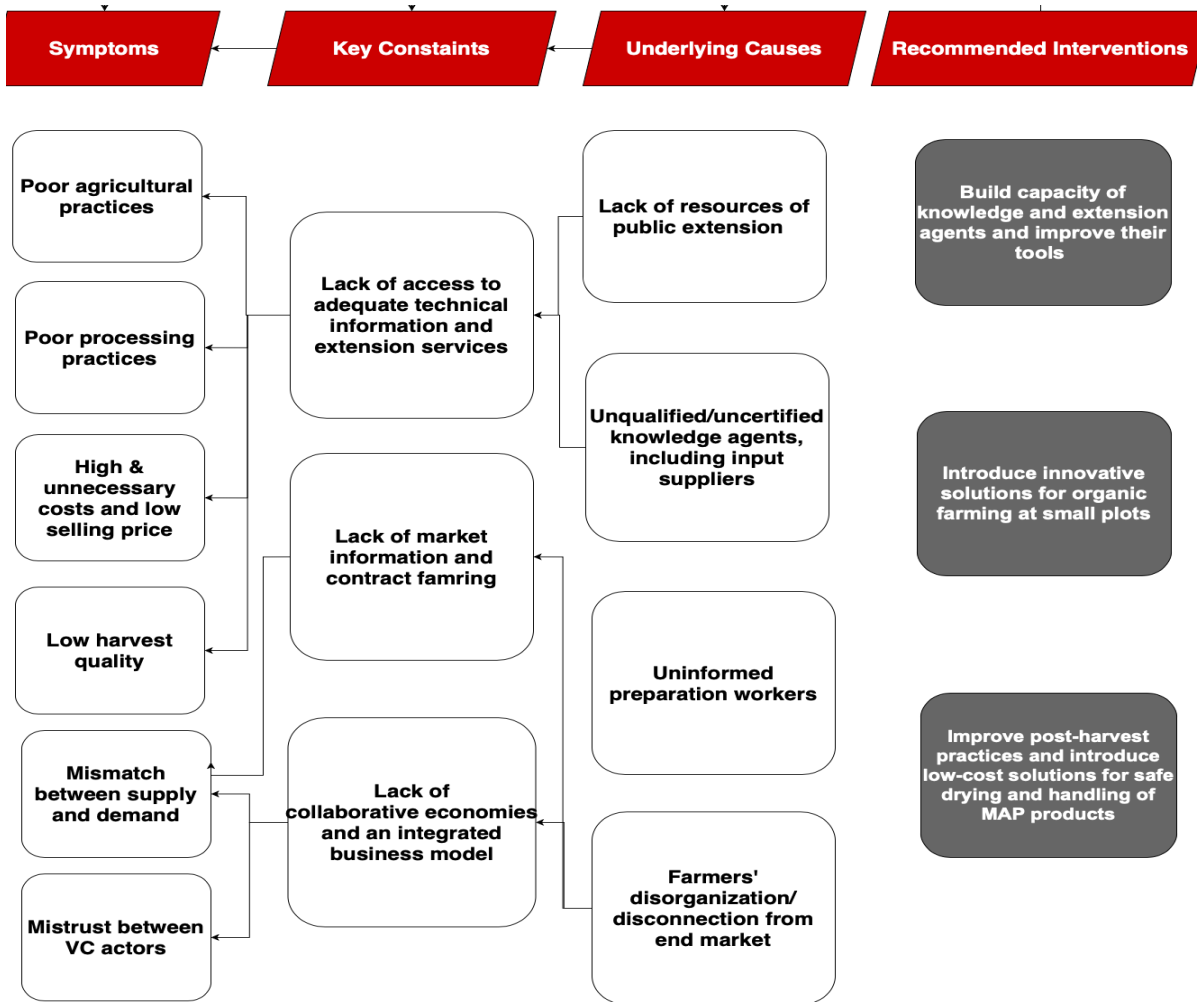 Symptoms
Key Constaints
Underlying Causes
Recommended Interventions
Poor agricultural
practices
Poor processing
practices
High &
unnecessary
costs and low
selling price
Low harvest
quality
Mismatch
between supply
and demand
Mistrust between
VC actors
Lack of access to
adequate technical
information and
extension services
Lack of market
information and
contract famring
Lack of
collaborative economies
and an integrated
business model
Lack of resources of
public extension
Unqualified/uncertified
knowledge agents,
including input
suppliers
Uninformed
preparation workers
Farmers'
disorganization/
disconnection from
end market
Build capacity of
knowledge and extension
agents and improve their
tools
Introduce innovative
solutions for organic
farming at small plots
Improve post-harvest
practices and introduce
low-cost solutions for safe
drying and handling of
MAP products